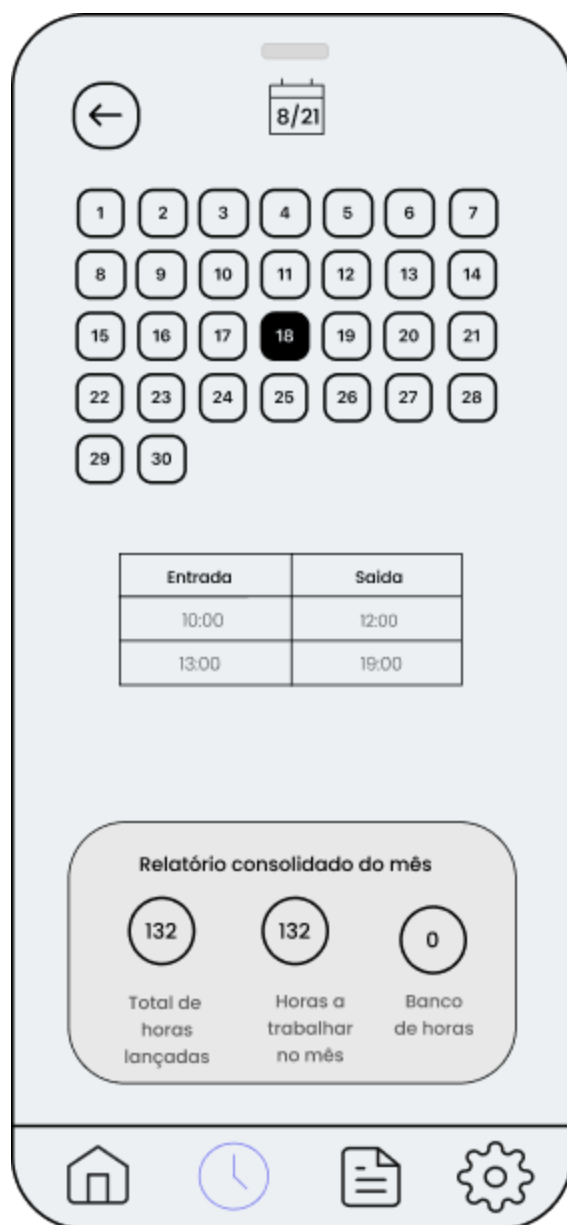 8/21
1 2 3 4 5 6 7
8 9 10 11 12 13 14
15 16 17 18 19 20 21
22 23 24 25 26 27 28
29 30
Entrada Saida
10:00 12:00
13:00 19:00
Relatório consolidado do mês
132 132 0
Total de horas lançadas
Horas a trabalhar no mês
Banco de horas